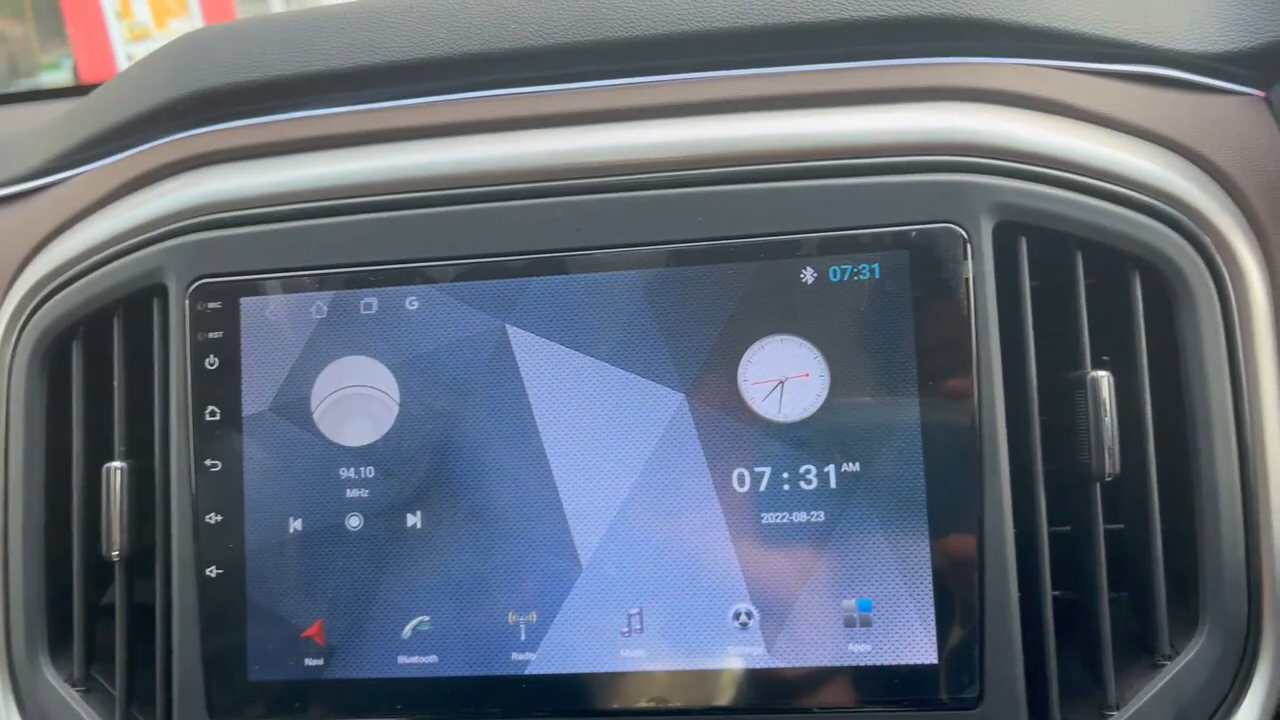 07:31
MIC
G
RST
94.10
MHz
07:31 AM
2022-08-23
Navi
Bluetooth
Radio
Music
Apps